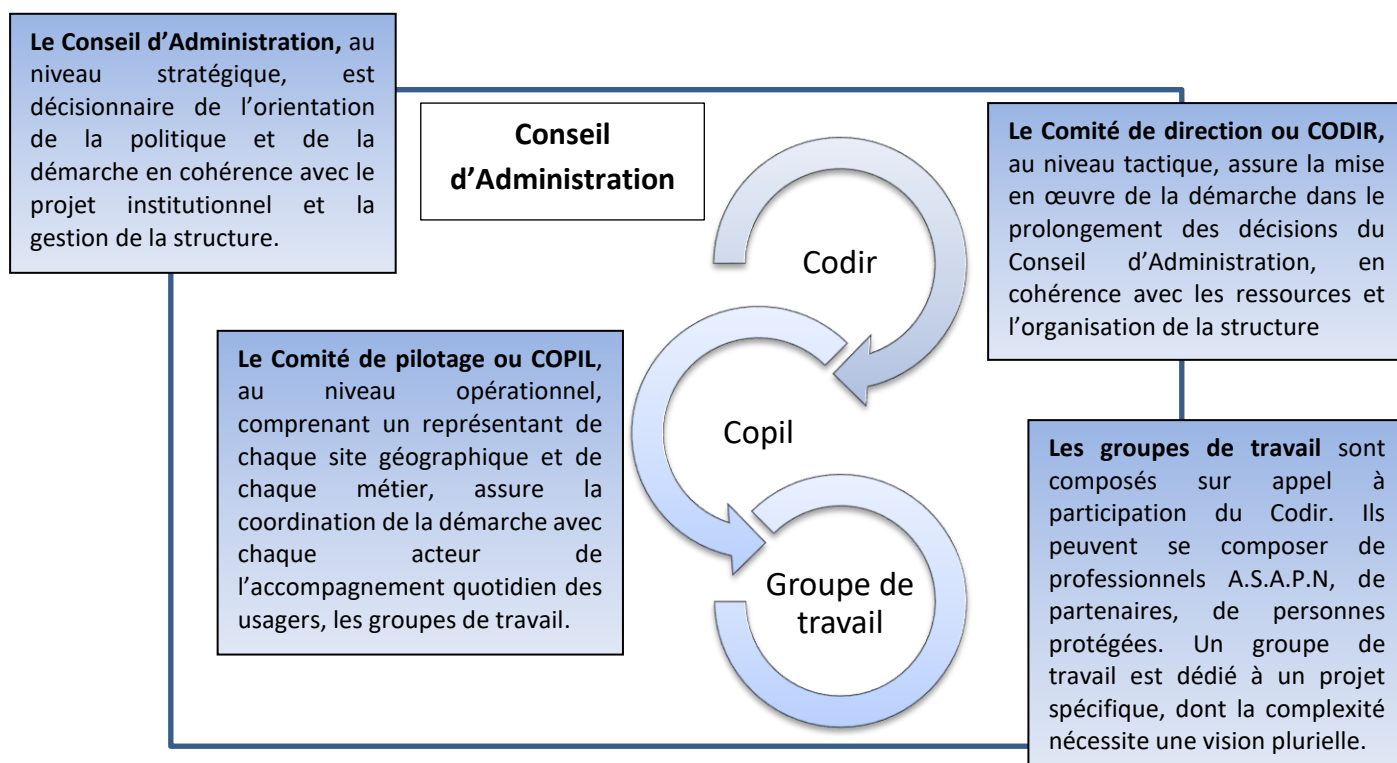 Le Conseil d’Administration, au
niveau stratégique, est
décisionnaire de l’orientation
de la politique et de la
démarche en cohérence avec le
projet institutionnel et la
gestion de la structure.
Conseil
d’Administration
Le Comité de direction ou CODIR,
au niveau tactique, assure la mise
en œuvre de la démarche dans le
prolongement des décisions du
Conseil d’Administration, en
cohérence avec les ressources et
l’organisation de la structure
Codir
Le Comité de pilotage ou COPIL,
au niveau opérationnel,
comprenant un représentant de
chaque site géographique et de
chaque métier, assure la
coordination de la démarche avec
chaque acteur de
l’accompagnement quotidien des
usagers, les groupes de travail.
Copil
Groupe de
travail
Les groupes de travail sont
composés sur appel à
participation du Codir. Ils
peuvent se composer de
professionnels A.S.A.P.N, de
partenaires, de personnes
protégées. Un groupe de
travail est dédié à un projet
spécifique, dont la complexité
nécessite une vision plurielle.